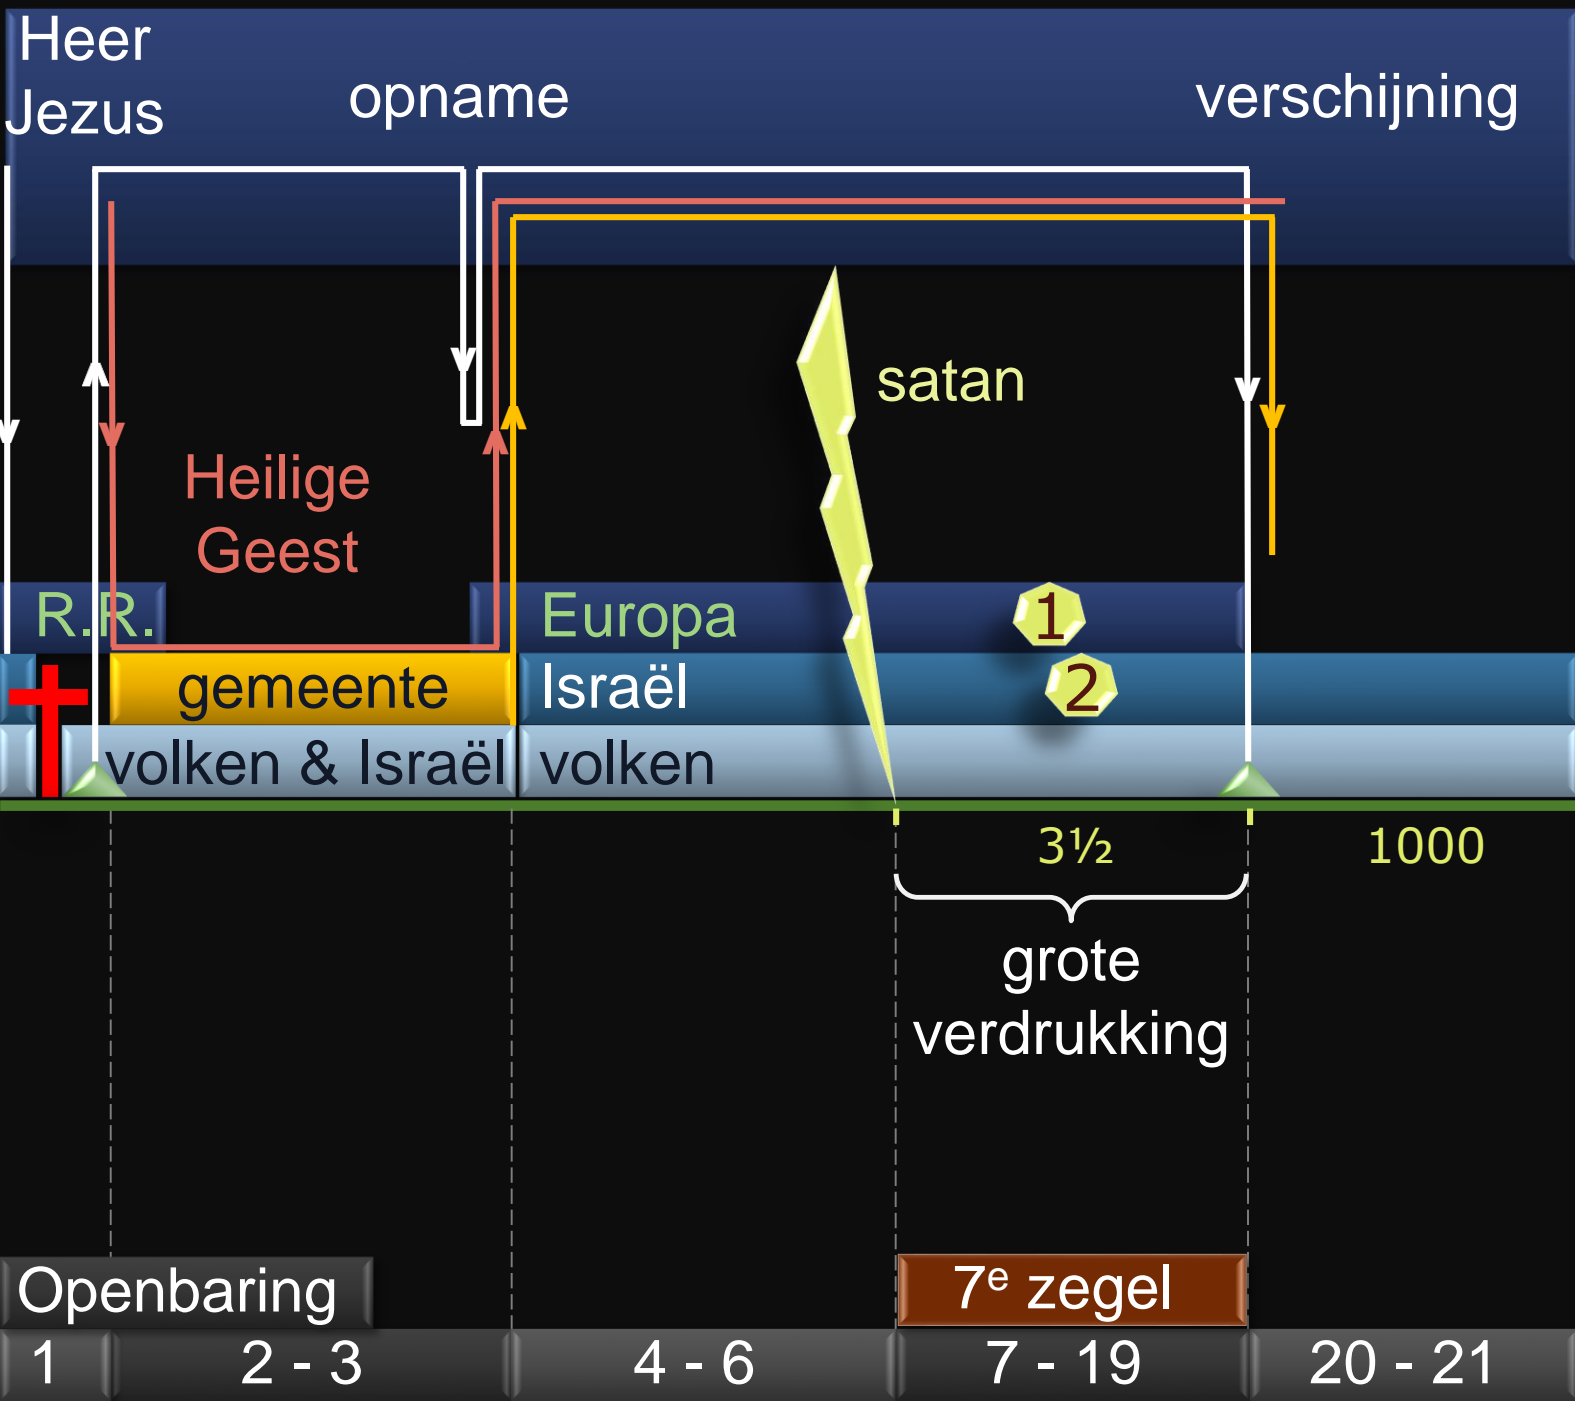 Heer
Jezus
opname
verschijning
satan
Heilige
Geest
R.R.
Europa
1
gemeente
Israël
2
volken & Israël
volken
3½
1000
grote
verdrukking
Openbaring
7e zegel
1
2 - 3
4 - 6
7 - 19
20 - 21